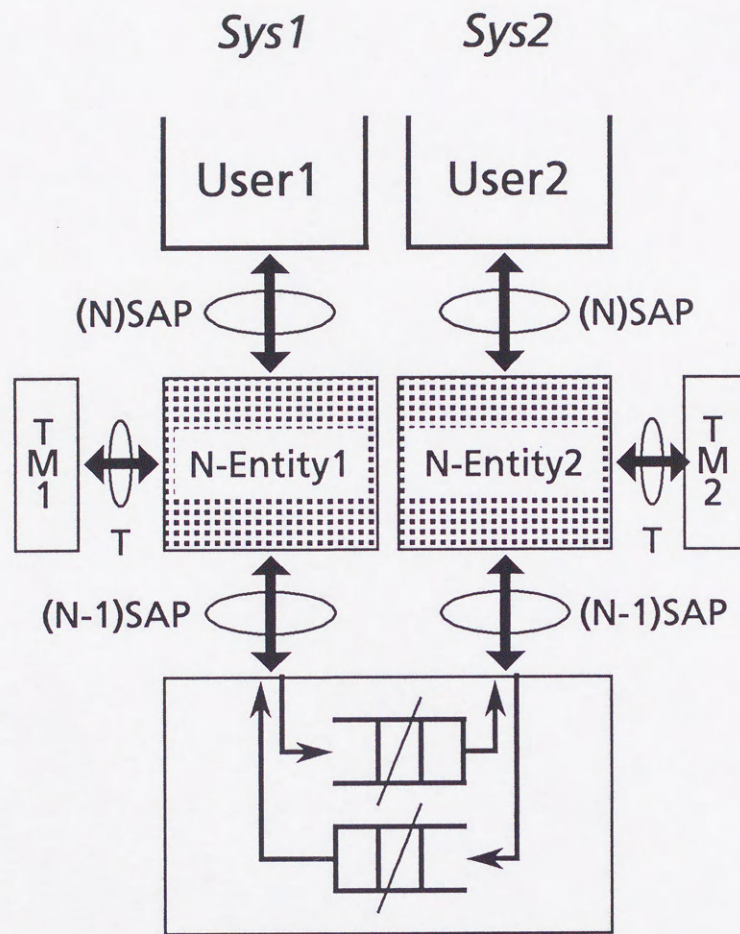 Sys1 Sys2
User1 User2
(N)SAP (N)SAP
T
M
1
N-Entity1 N-Entity2
T
M
2
T T
(N-1)SAP (N-1)SAP